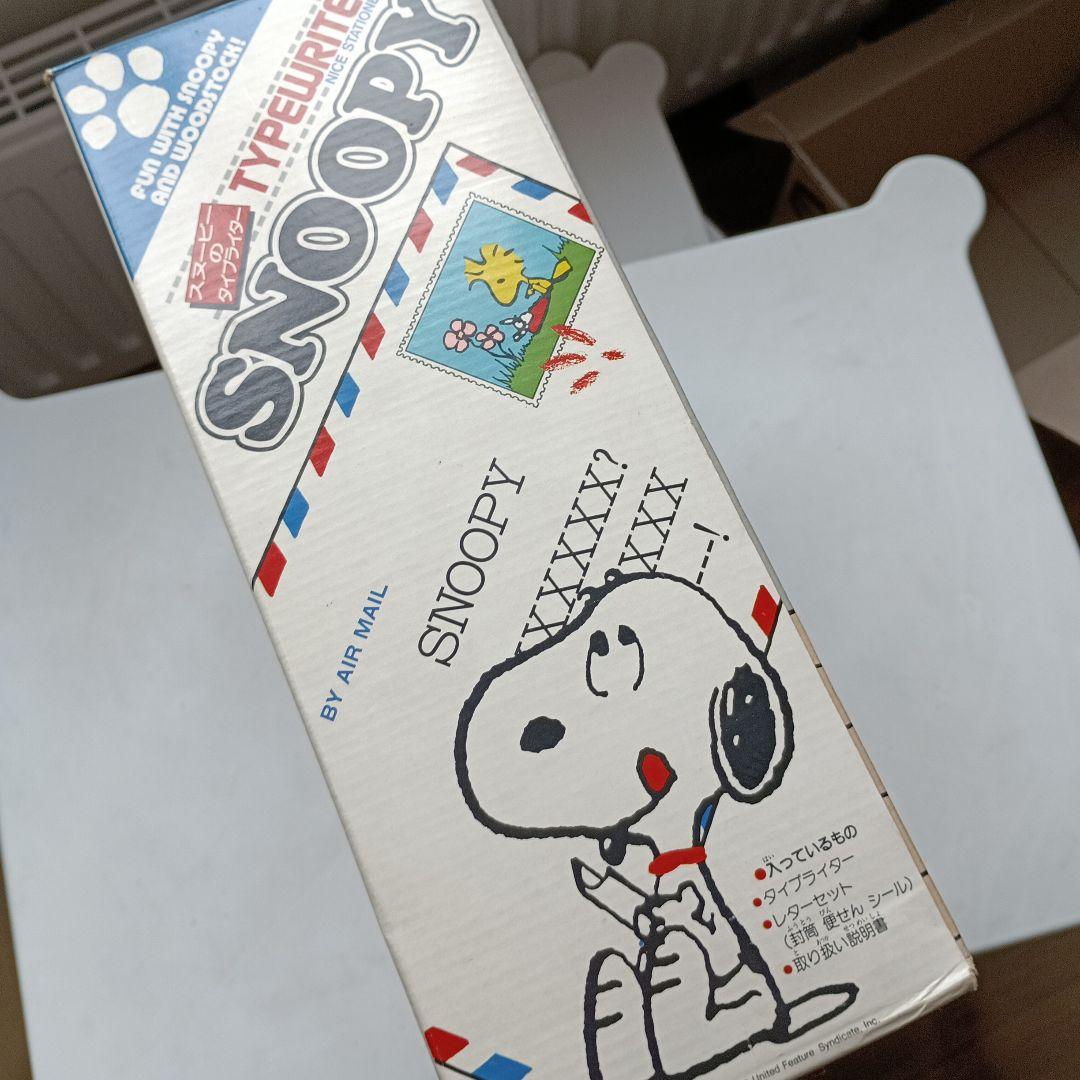 FUN WITH SNOOPY
AND WOODSTOCK!
スヌーピー
の
タイプライター
TYPEWRITE
NICE STATIONE
SNOOPY
BY AIR MAIL
SNOOPY
XXXXXX?
XXX
---!
入っているもの
タイプライター
レターセット
(封筒 便せん シール)
取り扱い説明書
United Feature Syndicate, Inc.